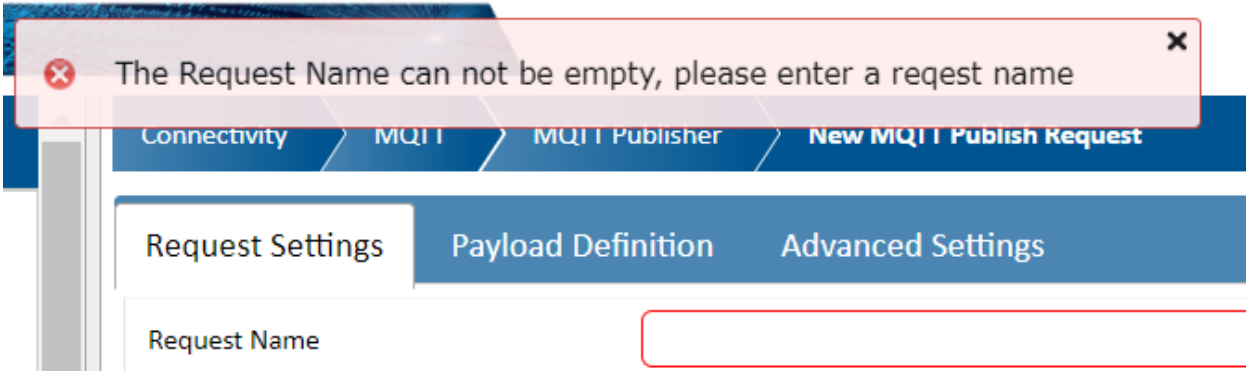 The Request Name can not be empty, please enter a reqest name
Connectivity MQTT MQTT Publisher New MQTT Publish Request
Request Settings Payload Definition Advanced Settings
Request Name